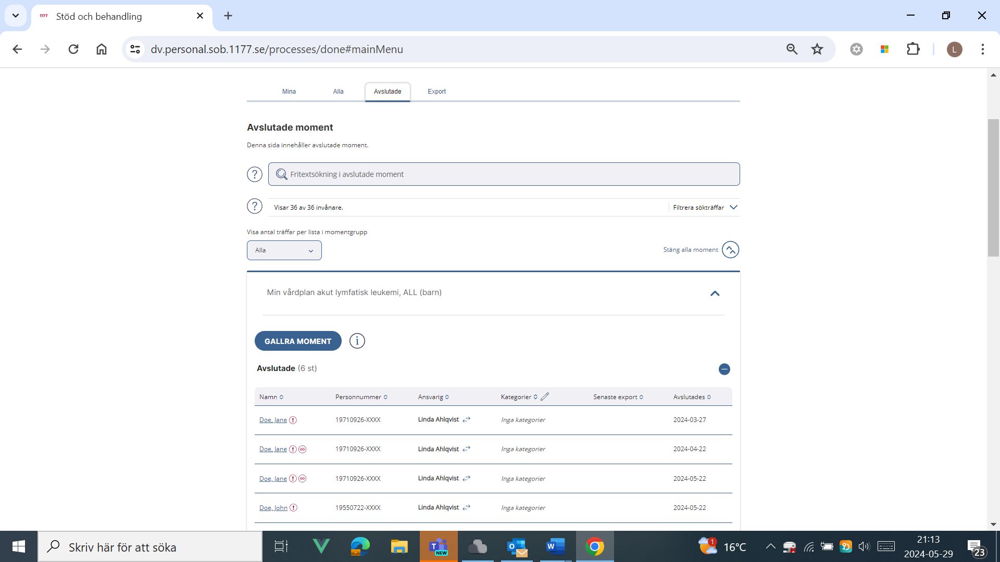 1177 Stöd och behandling
dv.personal.sob.1177.se/processes/done#mainMenu
L
Mina Alla Avslutade Export
Avslutade moment
Denna sida innehåller avslutade moment.
? Fritextsökning i avslutade moment
? Visar 36 av 36 invånare. Filtrera sökträffar
Visa antal träffar per lista i momentgrupp
Alla Stäng alla moment
Min vårdplan akut lymfatisk leukemi, ALL (barn)
GALLRA MOMENT i
Avslutade (6 st)
Namn Personnummer Ansvarig Kategorier Senaste export Avslutades
Doe, Jane ! 19710926-XXXX Linda Ahlqvist Inga kategorier 2024-03-27
Doe, Jane ! 19710926-XXXX Linda Ahlqvist Inga kategorier 2024-04-22
Doe, Jane ! 19710926-XXXX Linda Ahlqvist Inga kategorier 2024-05-22
Doe, John ! 19550722-XXXX Linda Ahlqvist Inga kategorier 2024-05-22
Skriv här för att söka
T NEW
O
W
1
16°C
21:13
2024-05-29
23